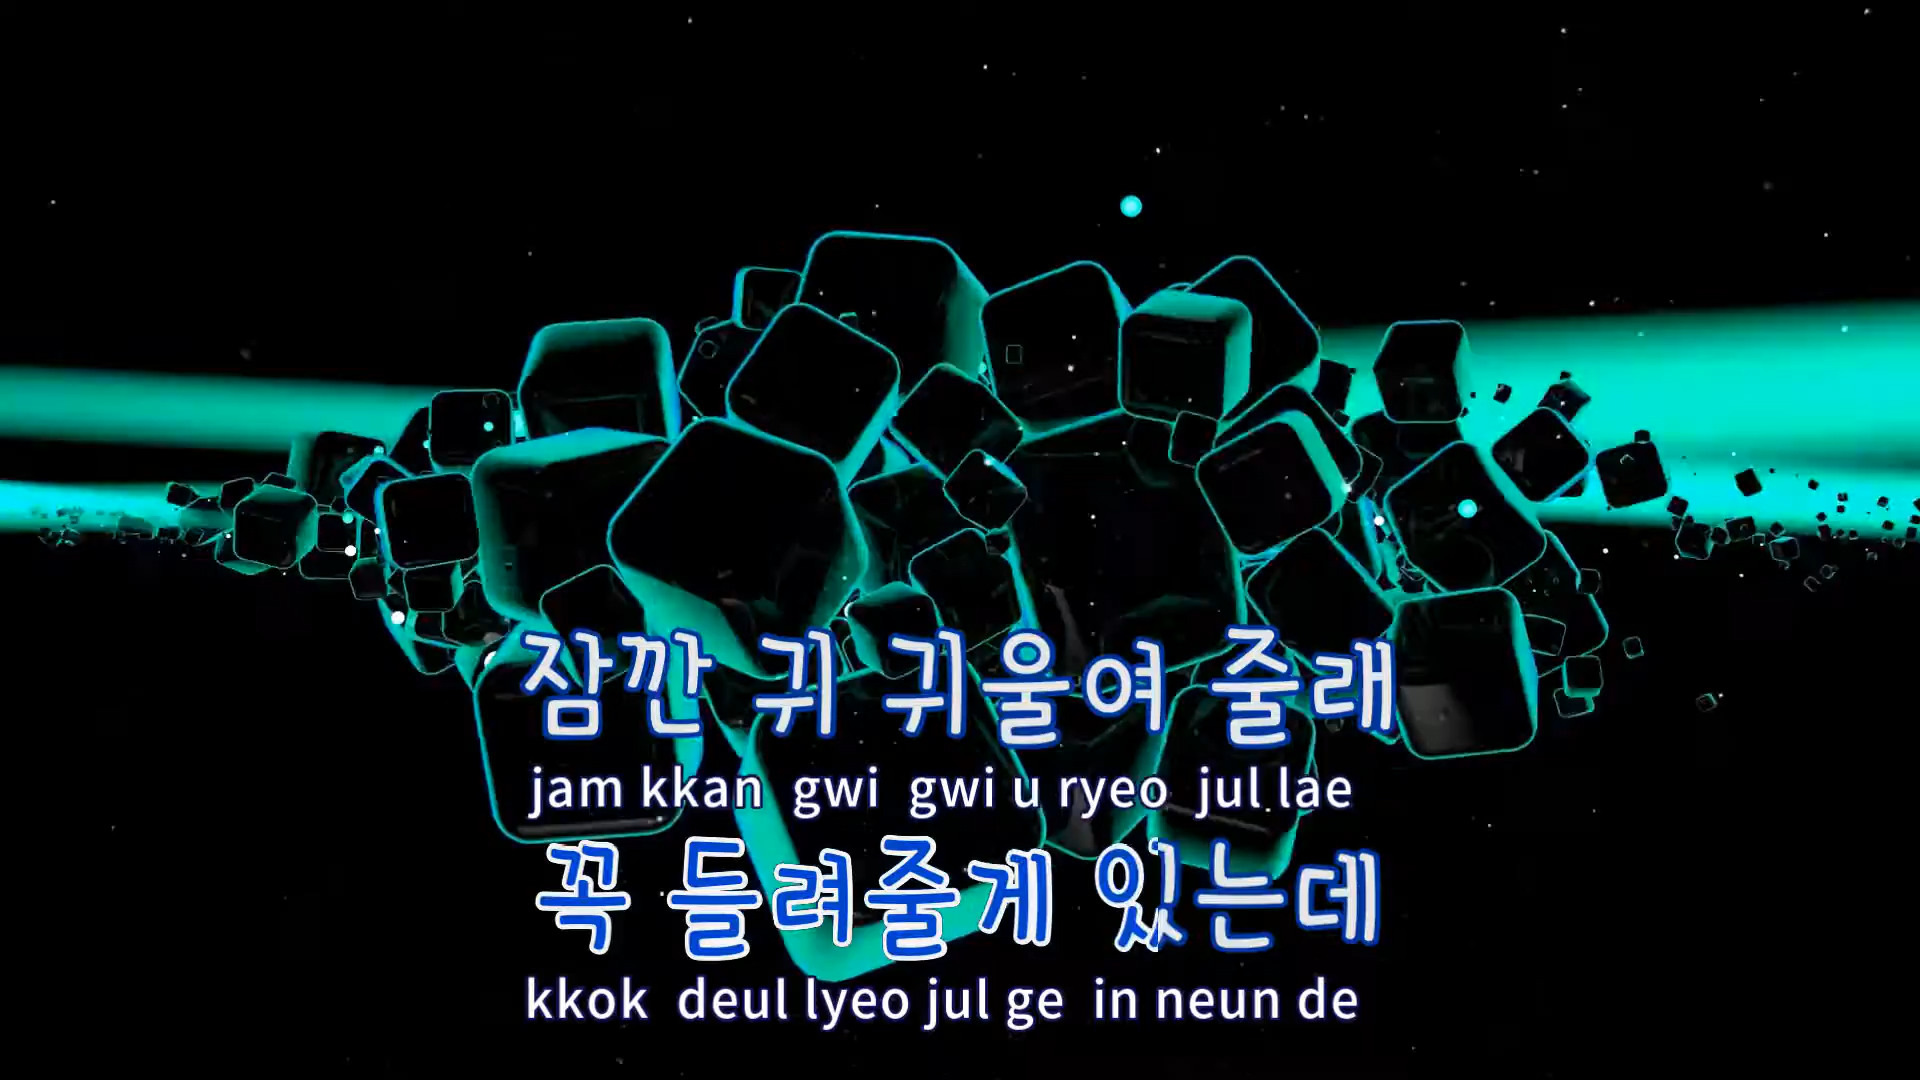 잠깐 귀 귀울여 줄래
jam kkan gwi gwi u ryeo jul lae
꼭 들려줄게 있는데
kkok deul lyeo jul ge in neun de